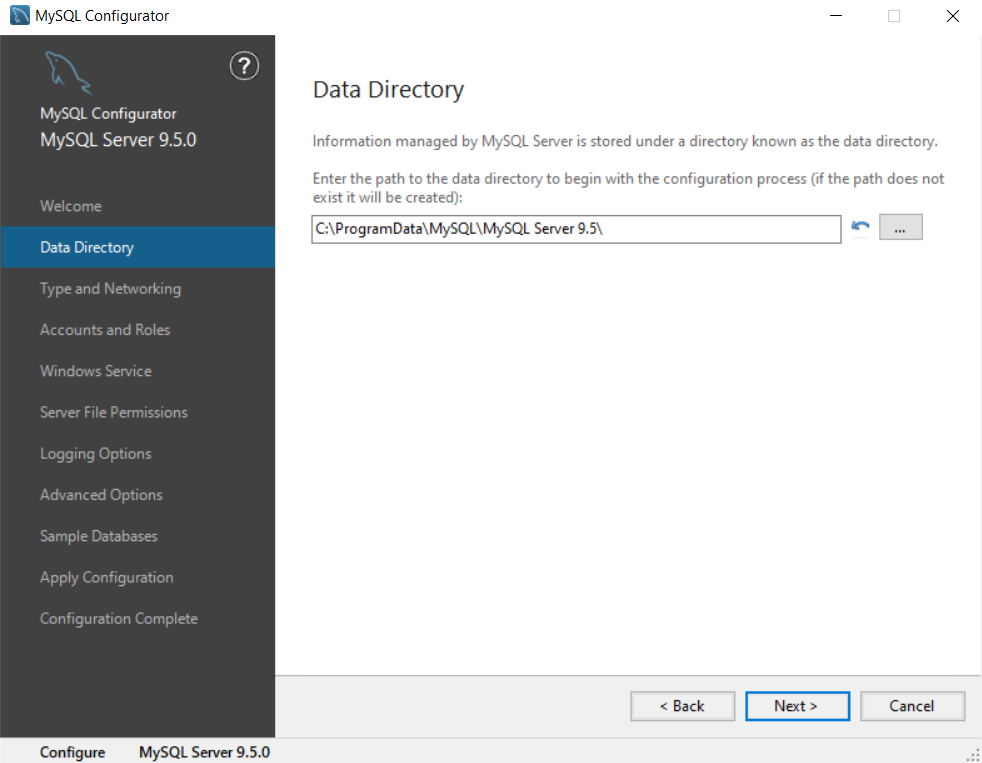 MySQL Configurator
?
MySQL Configurator
MySQL Server 9.5.0
Welcome
Data Directory
Type and Networking
Accounts and Roles
Windows Service
Server File Permissions
Logging Options
Advanced Options
Sample Databases
Apply Configuration
Configuration Complete
Data Directory
Information managed by MySQL Server is stored under a directory known as the data directory.
Enter the path to the data directory to begin with the configuration process (if the path does not
exist it will be created):
C:\ProgramData\MySQL\MySQL Server 9.5\
...
< Back
Next >
Cancel
Configure MySQL Server 9.5.0